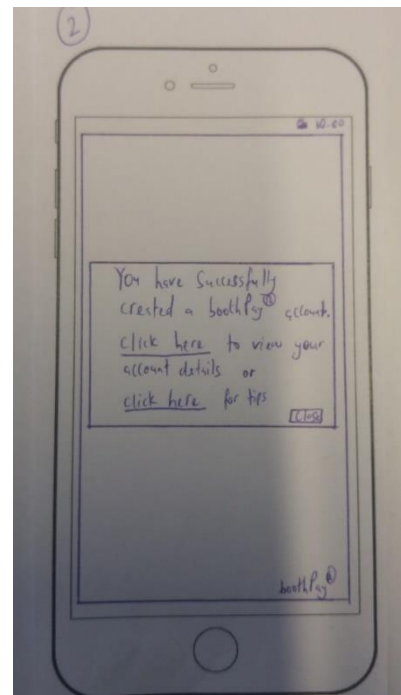 2
10:00
You have Successfully
created a boothPay® account.
click here to view your
account details or
click here for tips
Close
boothPay®